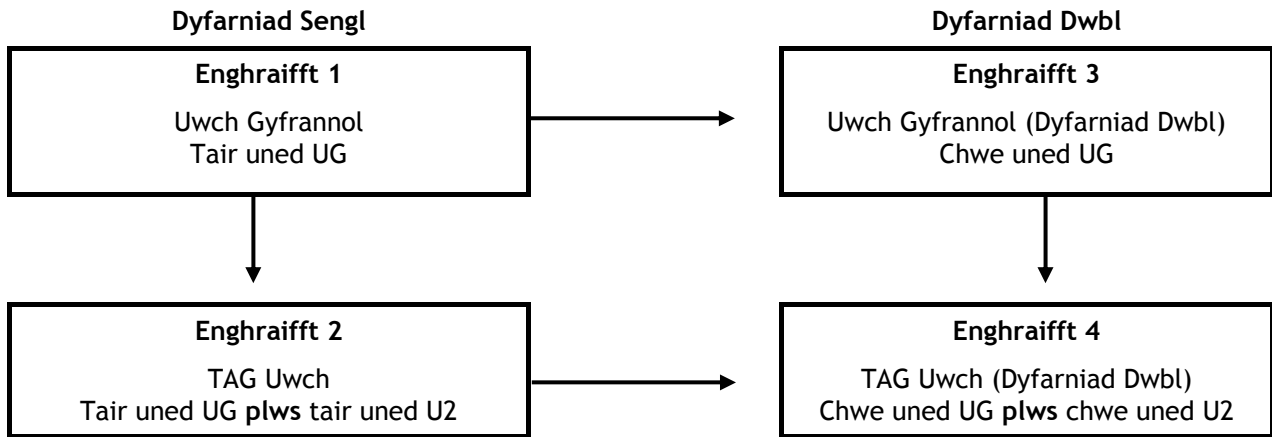 Dyfarniad Sengl
Dyfarniad Dwbl
Enghraifft 1
Uwch Gyfrannol
Tair uned UG
Enghraifft 3
Uwch Gyfrannol (Dyfarniad Dwbl)
Chwe uned UG
Enghraifft 2
TAG Uwch
Tair uned UG plws tair uned U2
Enghraifft 4
TAG Uwch (Dyfarniad Dwbl)
Chwe uned UG plws chwe uned U2